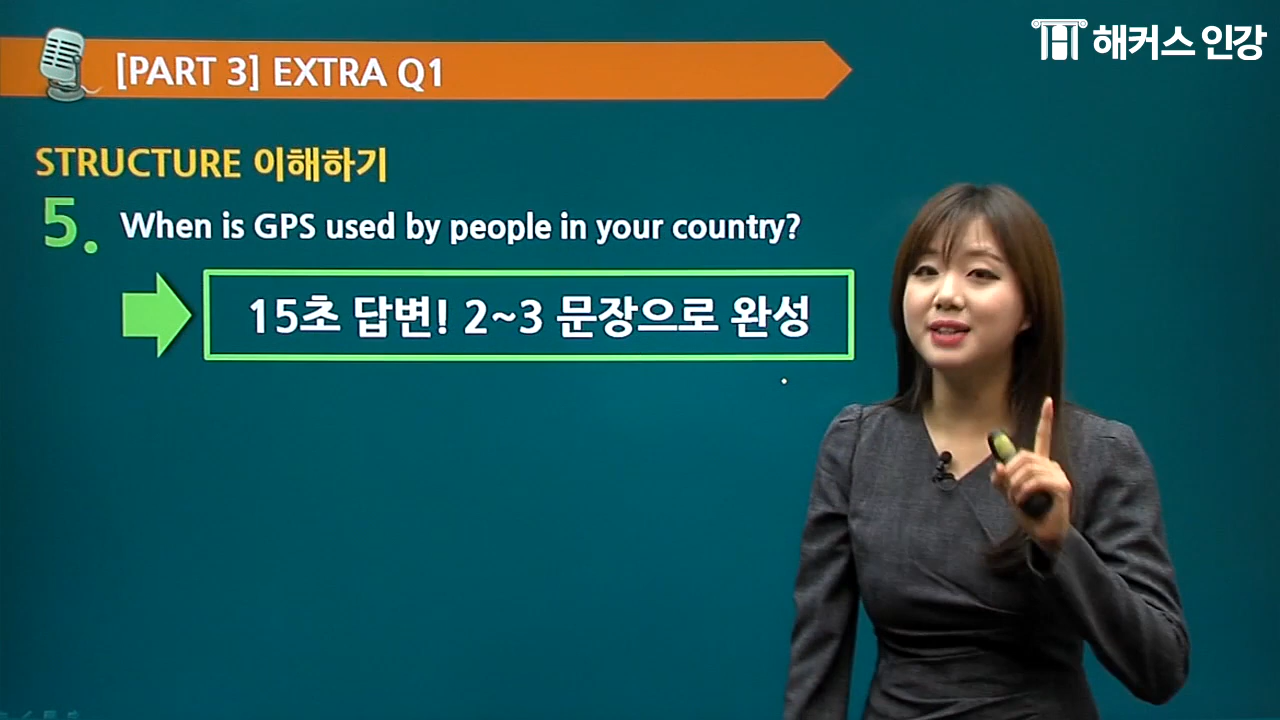 해커스 인강
[PART 3] EXTRA Q1
STRUCTURE 이해하기
5. When is GPS used by people in your country?
15초 답변! 2~3 문장으로 완성